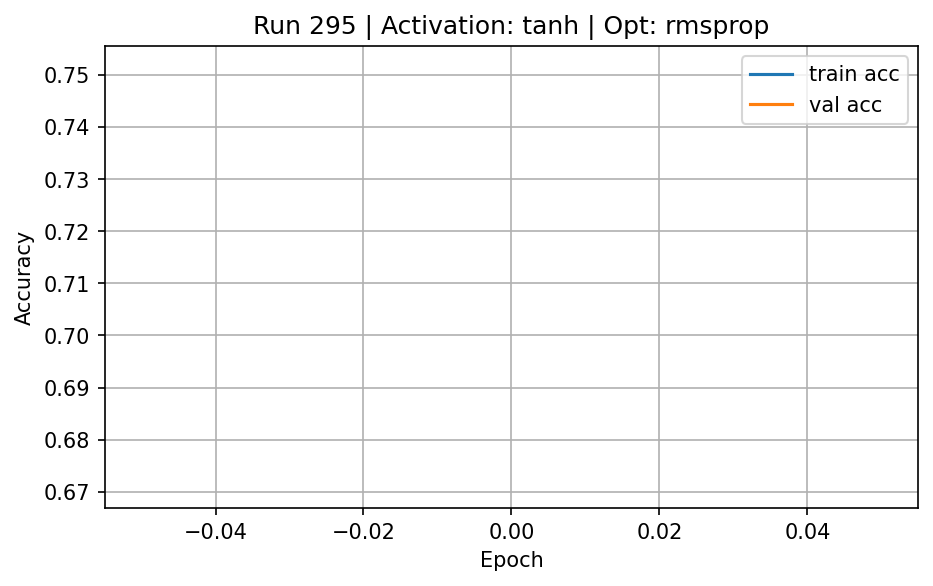 Run 295 | Activation: tanh | Opt: rmsprop
train acc
val acc
Accuracy
0.75
0.74
0.73
0.72
0.71
0.70
0.69
0.68
0.67
−0.04
−0.02
0.00
0.02
0.04
Epoch